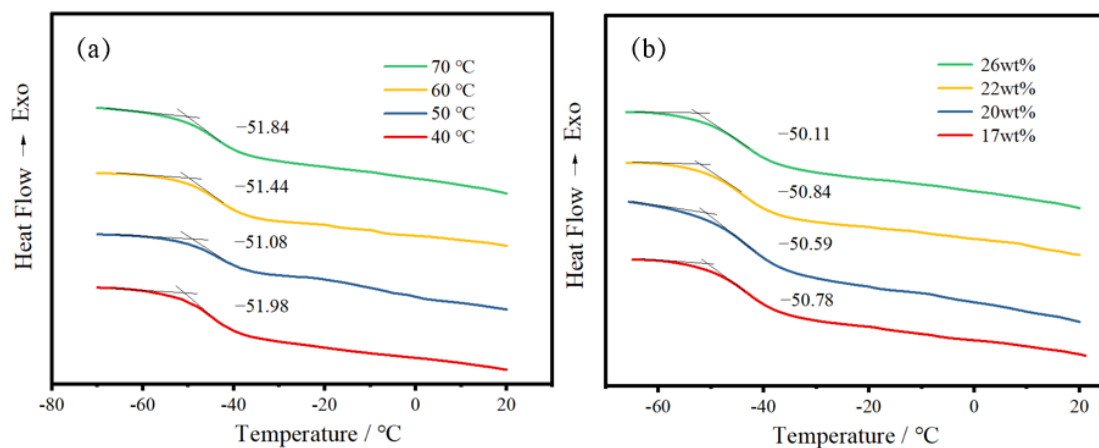 (a)
70 ℃
60 ℃
50 ℃
40 ℃
−51.84
−51.44
−51.08
−51.98
Heat Flow → Exo
-80 -60 -40 -20 0 20
Temperature / ℃
(b)
26wt%
22wt%
20wt%
17wt%
−50.11
−50.84
−50.59
−50.78
Heat Flow → Exo
-60 -40 -20 0 20
Temperature / ℃